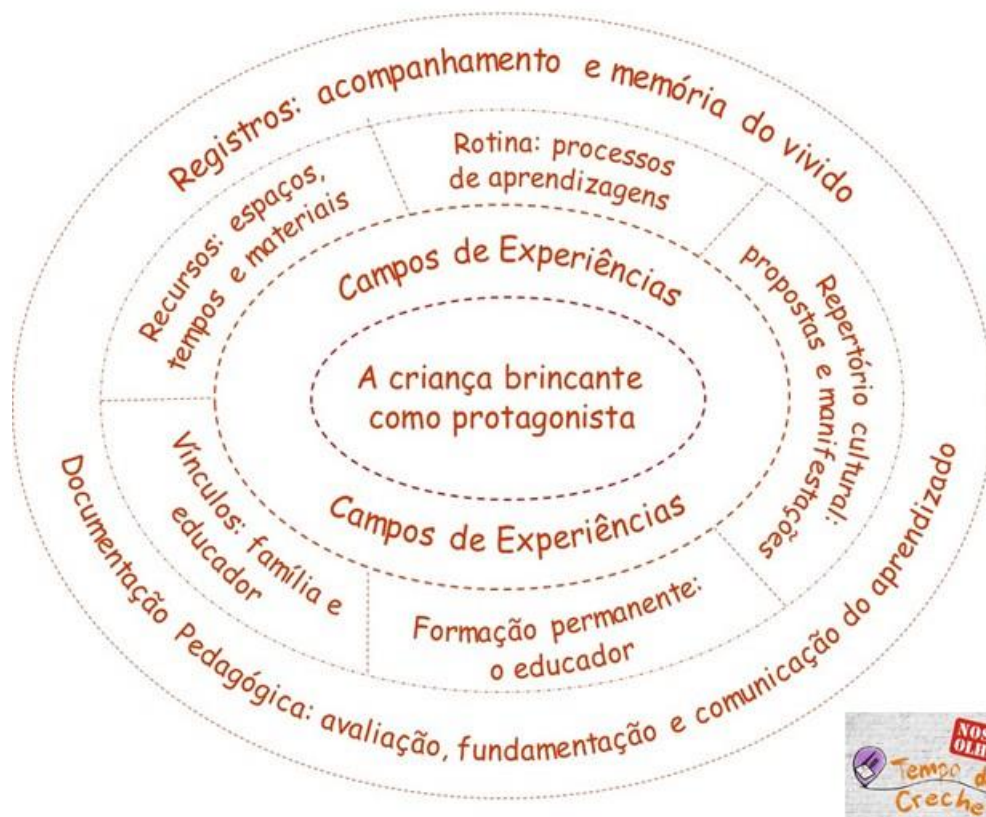 Registros: acompanhamento e memória do vivido
Rotina: processos
de aprendizagens
Recursos: espaços,
tempos e materiais
Repertório cultural:
propostas e manifestações
Campos de Experiências
A criança brincante
como protagonista
Campos de Experiências
Vínculos: família e
educador
Formação permanente:
o educador
Documentação Pedagógica: avaliação, fundamentação e comunicação do aprendizado
Tempo
Creche